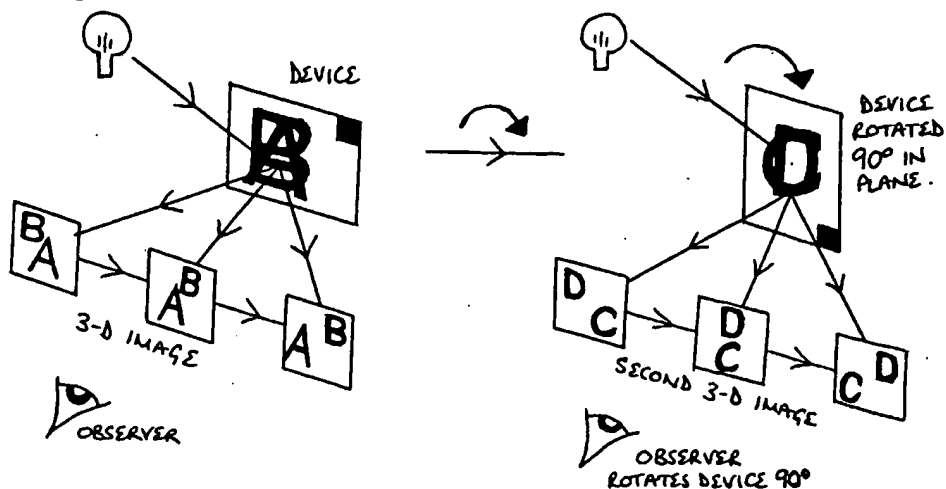 DEVICE
B
A
B
A
B
A
B
A
3-D IMAGE
OBSERVER
DEVICE
ROTATED
90° IN
PLANE.
D
C
D
C
D
C
D
C
SECOND 3-D IMAGE
OBSERVER
ROTATES DEVICE 90°